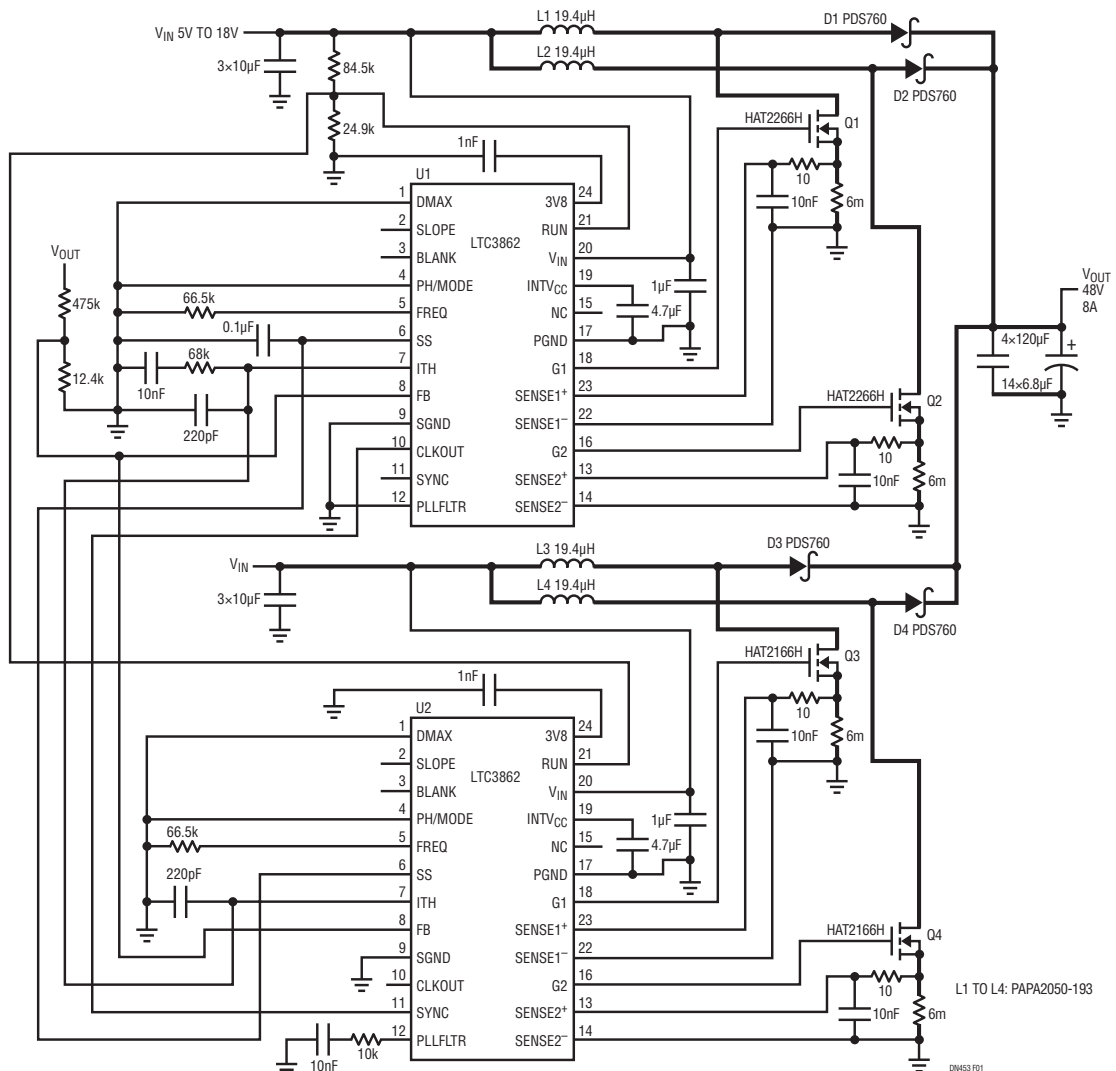 L1 19.4µH
D1 PDS760
VIN 5V TO 18V
L2 19.4µH
3×10µF
84.5k
D2 PDS760
HAT2266H
Q1
24.9k
1nF
10
U1
10nF
6m
1
DMAX
3V8
24
2
SLOPE
RUN
21
LTC3862
3
BLANK
VIN
20
VOUT
4
PH/MODE
INTVCC
19
1µF
VOUT
48V
8A
475k
66.5k
5
FREQ
NC
15
4.7µF
0.1µF
6
SS
PGND
17
4×120µF
+
68k
7
ITH
G1
18
12.4k
10nF
8
FB
SENSE1+
23
HAT2266H
Q2
14×6.8µF
220pF
9
SGND
SENSE1–
22
10
CLKOUT
G2
16
10
11
SYNC
SENSE2+
13
10nF
6m
12
PLLFLTR
SENSE2–
14
L3 19.4µH
D3 PDS760
VIN
L4 19.4µH
3×10µF
D4 PDS760
HAT2166H
Q3
1nF
10
U2
10nF
6m
1
DMAX
3V8
24
2
SLOPE
RUN
21
LTC3862
3
BLANK
VIN
20
4
PH/MODE
INTVCC
19
1µF
66.5k
5
FREQ
NC
15
4.7µF
220pF
6
SS
PGND
17
7
ITH
G1
18
8
FB
SENSE1+
23
HAT2166H
Q4
9
SGND
SENSE1–
22
10
CLKOUT
G2
16
10
L1 TO L4: PAPA2050-193
11
SYNC
SENSE2+
13
10nF
6m
12
PLLFLTR
SENSE2–
14
10k
10nF
DN453 F01